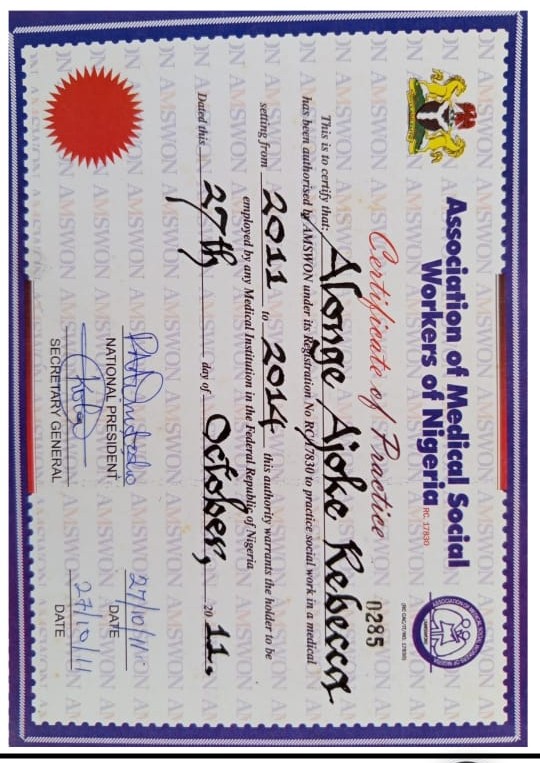 Association of Medical Social
Workers of Nigeria
RC. 17830
Certificate of Practice
0285
This is to certify that: Alonge Ajoke Rebecca
has been authorised by AMSWON under its Registration No RC/17830 to practice social work in a medical
setting from 2011 to 2014 this authority warrants the holder to be
employed by any Medical Institution in the Federal Republic of Nigeria
Dated this 27th day of October, 20 11.
27/10/11
NATIONAL PRESIDENT DATE
27/10/11
SECRETARY GENERAL DATE